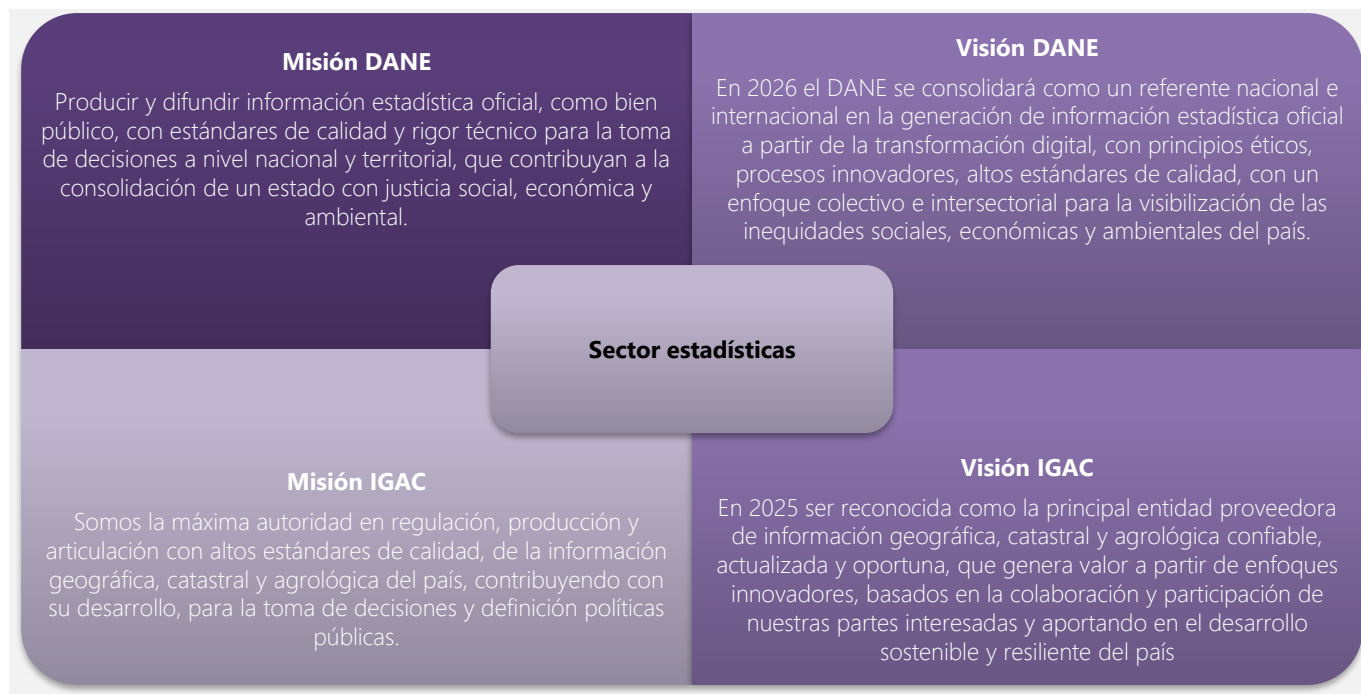 Misión DANE
Producir y difundir información estadística oficial, como bien
público, con estándares de calidad y rigor técnico para la toma
de decisiones a nivel nacional y territorial, que contribuyan a la
consolidación de un estado con justicia social, económica y
ambiental.
Visión DANE
En 2026 el DANE se consolidará como un referente nacional e
internacional en la generación de información estadística oficial
a partir de la transformación digital, con principios éticos,
procesos innovadores, altos estándares de calidad, con un
enfoque colectivo e intersectorial para la visibilización de las
inequidades sociales, económicas y ambientales del país.
Sector estadísticas
Misión IGAC
Somos la máxima autoridad en regulación, producción y
articulación con altos estándares de calidad, de la información
geográfica, catastral y agrológica del país, contribuyendo con
su desarrollo, para la toma de decisiones y definición políticas
públicas.
Visión IGAC
En 2025 ser reconocida como la principal entidad proveedora
de información geográfica, catastral y agrológica confiable,
actualizada y oportuna, que genera valor a partir de enfoques
innovadores, basados en la colaboración y participación de
nuestras partes interesadas y aportando en el desarrollo
sostenible y resiliente del país